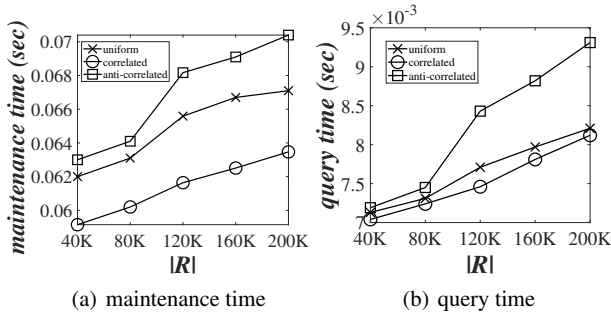 maintenance time (sec)
0.07
0.068
0.066
0.064
0.062
0.06
uniform
correlated
anti-correlated
40K 80K 120K 160K 200K
|R|
(a) maintenance time
query time (sec)
×10⁻³
9.5
9
8.5
8
7.5
7
uniform
correlated
anti-correlated
40K 80K 120K 160K 200K
|R|
(b) query time